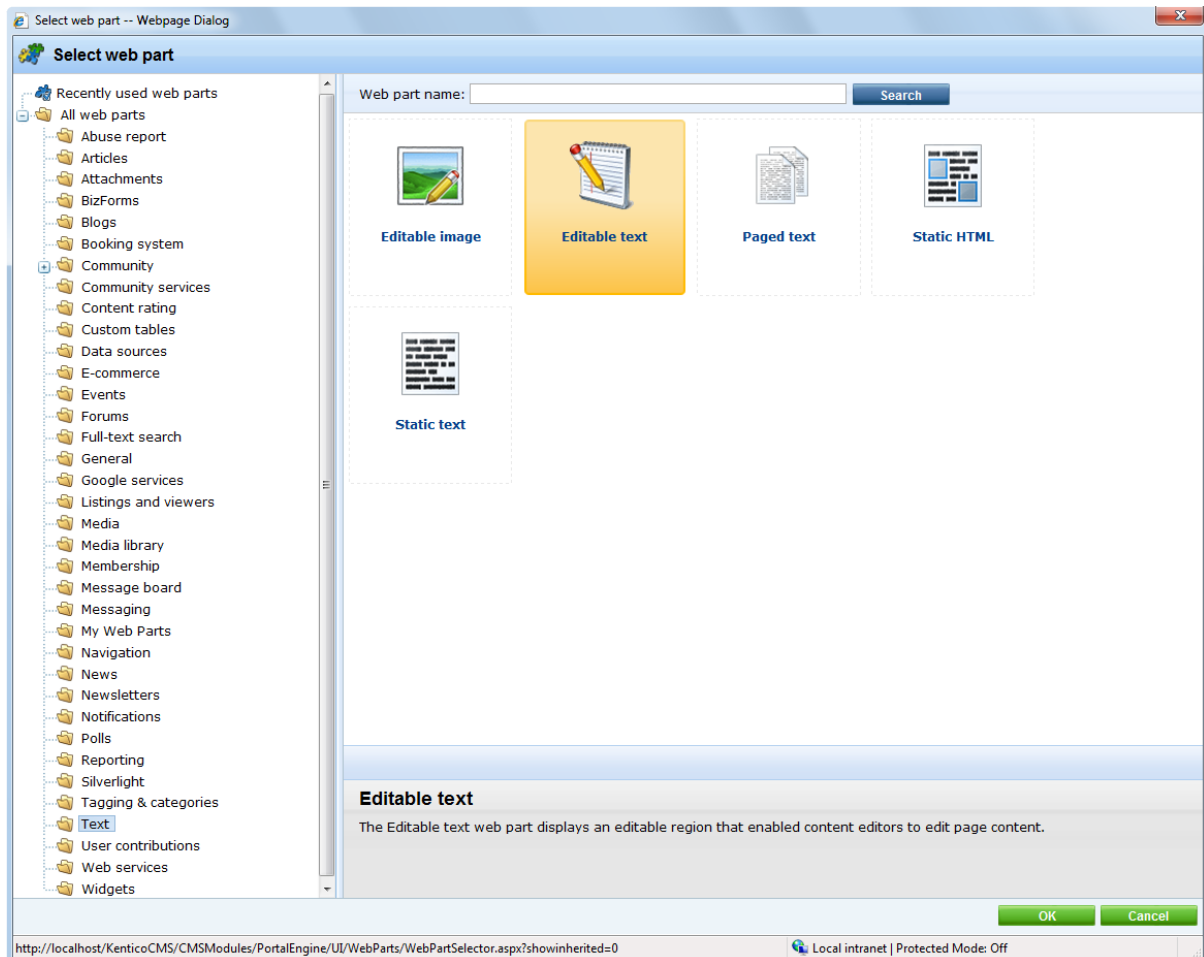 Select web part -- Webpage Dialog
Select web part
Recently used web parts
All web parts
Abuse report
Articles
Attachments
BizForms
Blogs
Booking system
Community
Community services
Content rating
Custom tables
Data sources
E-commerce
Events
Forums
Full-text search
General
Google services
Listings and viewers
Media
Media library
Membership
Message board
Messaging
My Web Parts
Navigation
News
Newsletters
Notifications
Polls
Reporting
Silverlight
Tagging & categories
Text
User contributions
Web services
Widgets
Web part name: Search
Editable image Editable text Paged text Static HTML
Static text
Editable text
The Editable text web part displays an editable region that enabled content editors to edit page content.
OK Cancel
http://localhost/KenticoCMS/CMSModules/PortalEngine/UI/WebParts/WebPartSelector.aspx?showinherited=0 Local intranet | Protected Mode: Off